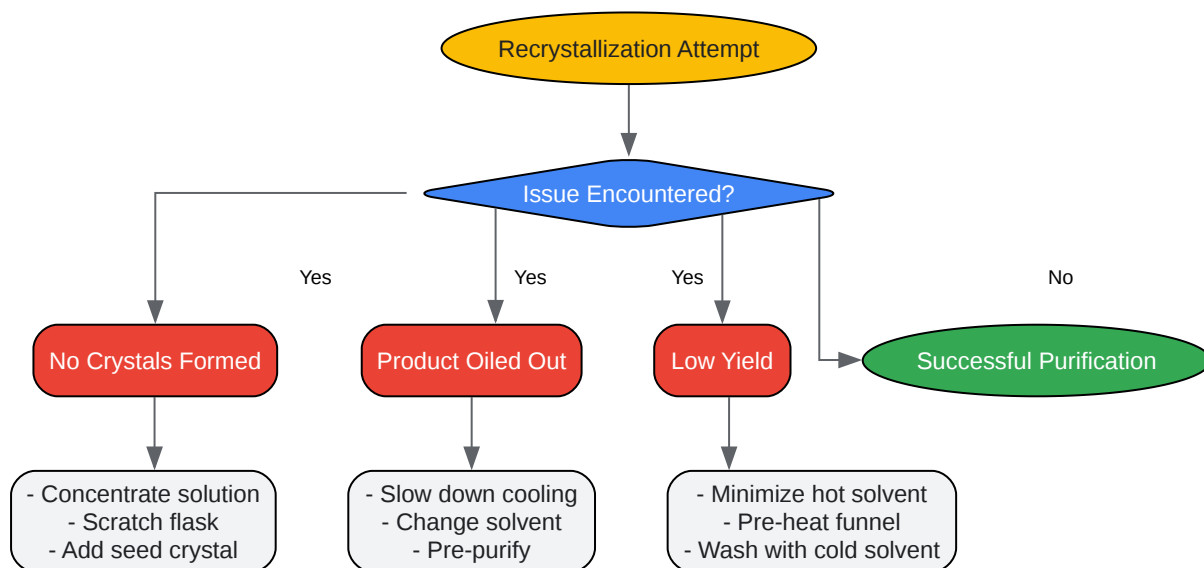 Recrystallization Attempt
Issue Encountered?
Yes
Yes
Yes
No
No Crystals Formed
Product Oiled Out
Low Yield
Successful Purification
- Concentrate solution
- Scratch flask
- Add seed crystal
- Slow down cooling
- Change solvent
- Pre-purify
- Minimize hot solvent
- Pre-heat funnel
- Wash with cold solvent